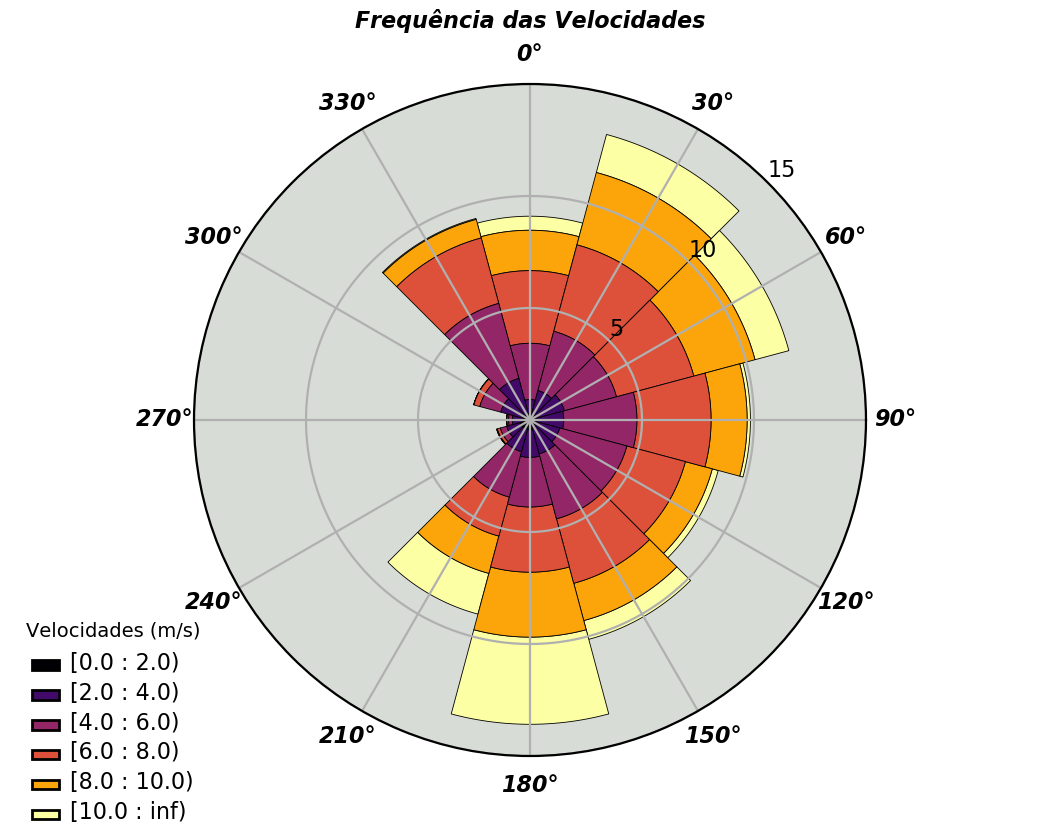 Frequência das Velocidades
0°
330°
30°
15
300°
60°
10
5
270°
90°
240°
120°
210°
150°
180°
Velocidades (m/s)
[0.0 : 2.0)
[2.0 : 4.0)
[4.0 : 6.0)
[6.0 : 8.0)
[8.0 : 10.0)
[10.0 : inf)